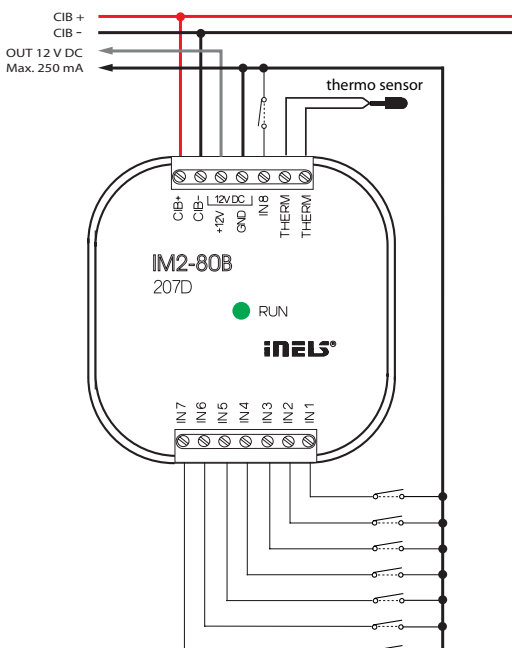 CIB +
CIB -
OUT 12 V DC
Max. 250 mA
thermo sensor
CIB+
CIB-
12V DC
+12V
GND
IN8
THERM
THERM
IM2-80B
207D
RUN
iNELS®
IN7
IN6
IN5
IN4
IN3
IN2
IN1